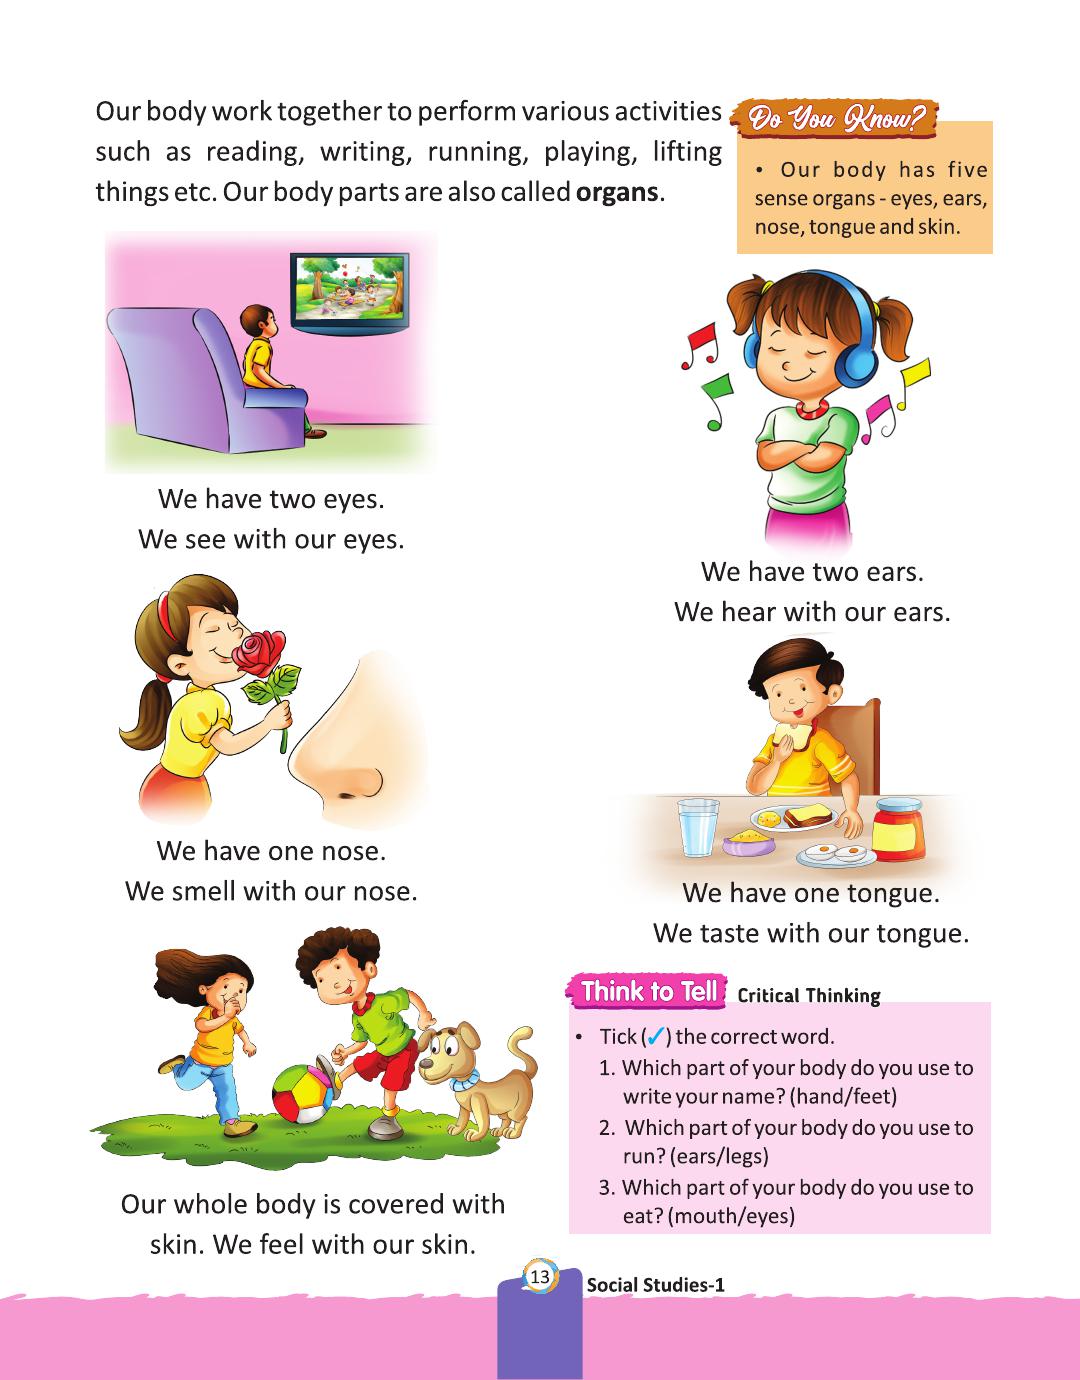 Our body work together to perform various activities
such as reading, writing, running, playing, lifting
things etc. Our body parts are also called organs.
Do You Know?
• Our body has five
sense organs - eyes, ears,
nose, tongue and skin.
We have two eyes.
We see with our eyes.
We have two ears.
We hear with our ears.
We have one nose.
We smell with our nose.
We have one tongue.
We taste with our tongue.
Our whole body is covered with
skin. We feel with our skin.
Think to Tell Critical Thinking
• Tick (✓) the correct word.
1. Which part of your body do you use to
write your name? (hand/feet)
2. Which part of your body do you use to
run? (ears/legs)
3. Which part of your body do you use to
eat? (mouth/eyes)
13
Social Studies-1